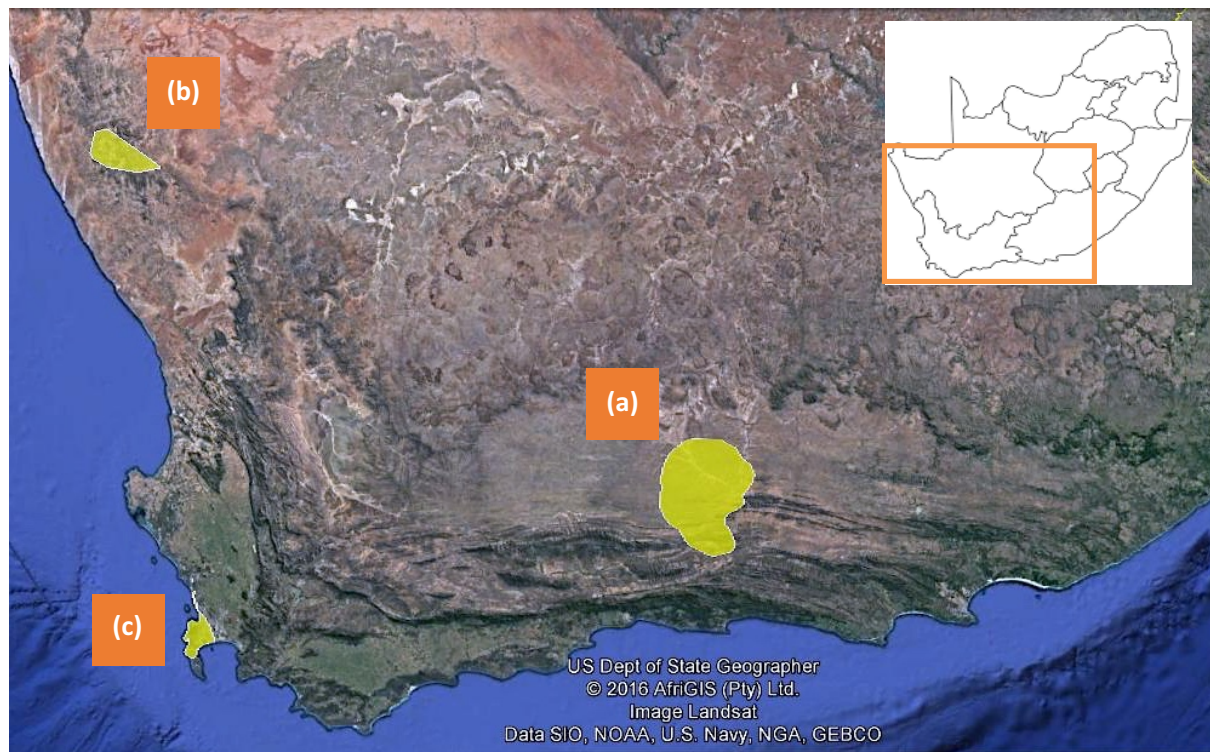 (b)
(a)
(c)
US Dept of State Geographer
© 2016 AfriGIS (Pty) Ltd.
Image Landsat
Data SIO, NOAA, U.S. Navy, NGA, GEBCO